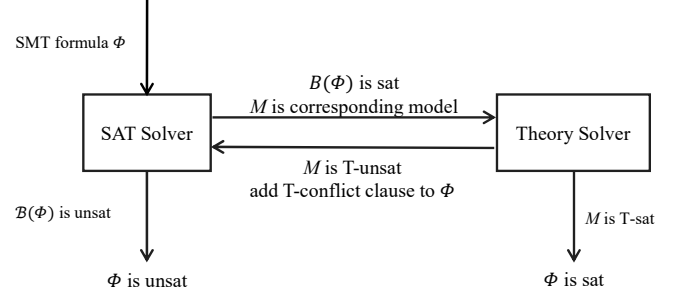 SMT formula Φ
B(Φ) is sat
M is corresponding model
SAT Solver
Theory Solver
M is T-unsat
add T-conflict clause to Φ
ℬ(Φ) is unsat
M is T-sat
Φ is unsat
Φ is sat